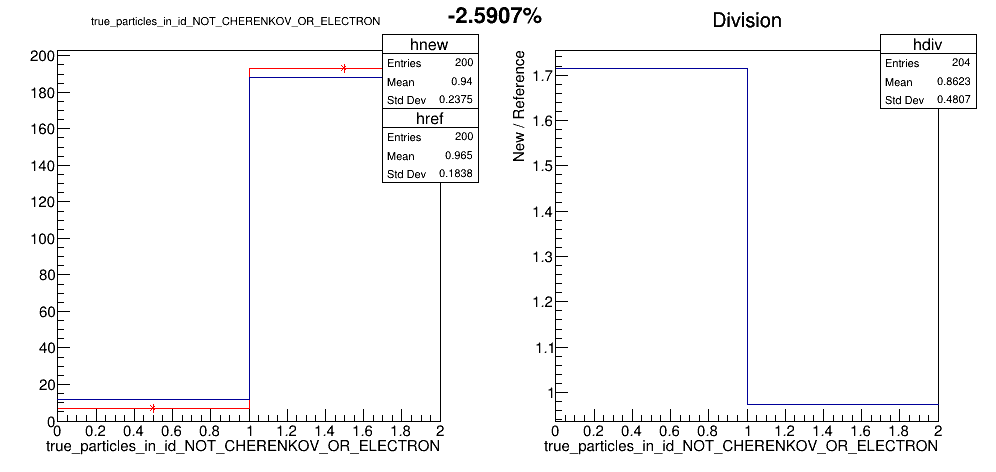 true_particles_in_id_NOT_CHERENKOV_OR_ELECTRON
-2.5907%
hnew
Entries 200
Mean 0.94
Std Dev 0.2375
href
Entries 200
Mean 0.965
Std Dev 0.1838
200
180
160
140
120
100
80
60
40
20
0
0 0.2 0.4 0.6 0.8 1 1.2 1.4 1.6 1.8 2
true_particles_in_id_NOT_CHERENKOV_OR_ELECTRON
Division
hdiv
Entries 204
Mean 0.8623
Std Dev 0.4807
New / Reference
1.7
1.6
1.5
1.4
1.3
1.2
1.1
1
0 0.2 0.4 0.6 0.8 1 1.2 1.4 1.6 1.8 2
true_particles_in_id_NOT_CHERENKOV_OR_ELECTRON